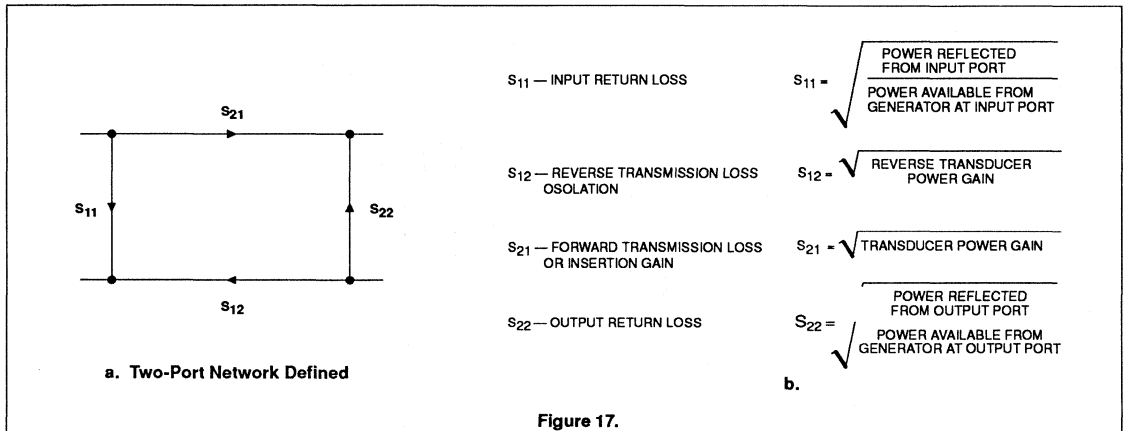 S21
S11
S22
S12
a. Two-Port Network Defined
S11 — INPUT RETURN LOSS
S11 = √ POWER REFLECTED
FROM INPUT PORT
POWER AVAILABLE FROM
GENERATOR AT INPUT PORT
S12 — REVERSE TRANSMISSION LOSS
OSOLATION
S12 = √ REVERSE TRANSDUCER
POWER GAIN
S21 — FORWARD TRANSMISSION LOSS
OR INSERTION GAIN
S21 = √ TRANSDUCER POWER GAIN
S22 — OUTPUT RETURN LOSS
S22 = √ POWER REFLECTED
FROM OUTPUT PORT
POWER AVAILABLE FROM
GENERATOR AT OUTPUT PORT
b.
Figure 17.